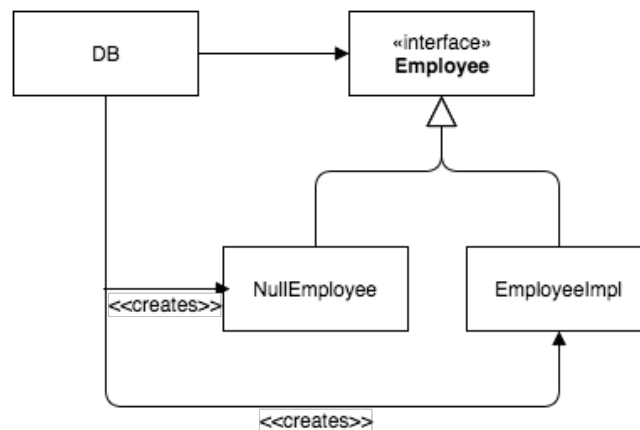 DB
«interface»
Employee
NullEmployee
EmployeeImpl
<<creates>>
<<creates>>